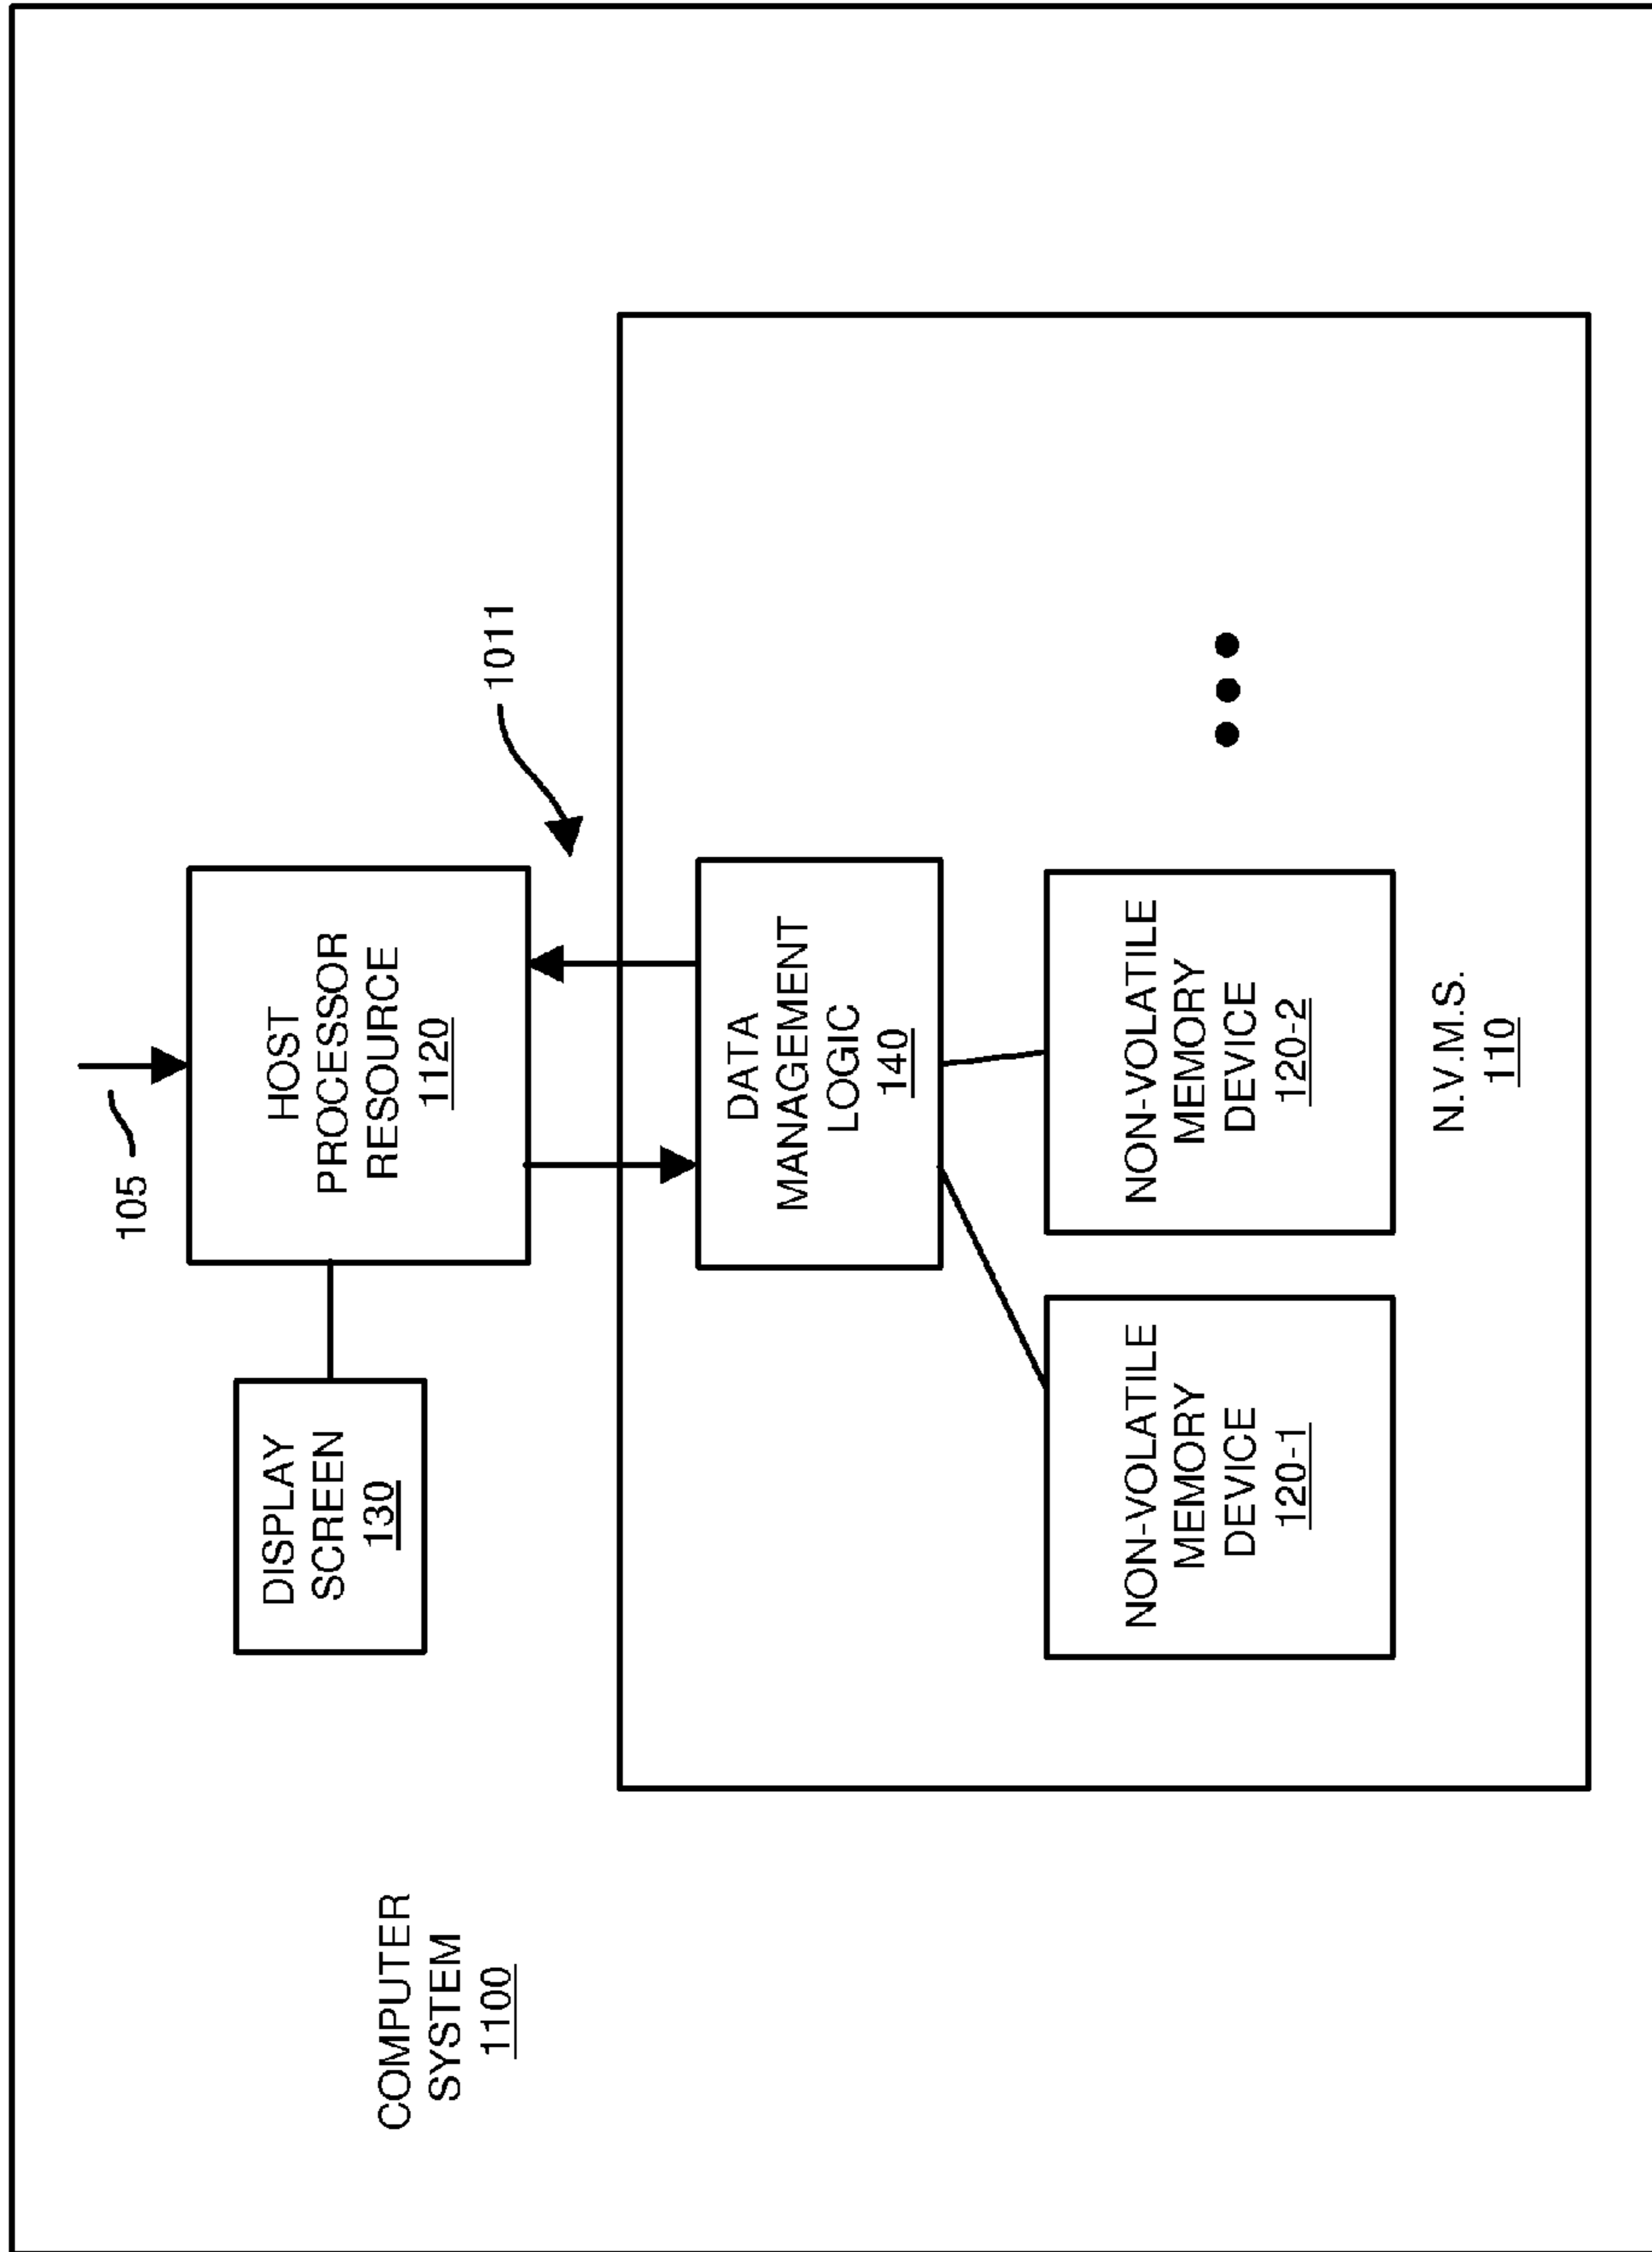 105
DISPLAY
SCREEN
130
HOST
PROCESSOR
RESOURCE
1120
COMPUTER
SYSTEM
1100
1011
DATA
MANAGEMENT
LOGIC
140
NON-VOLATILE
MEMORY
DEVICE
120-1
NON-VOLATILE
MEMORY
DEVICE
120-2
N.V.M.S.
110